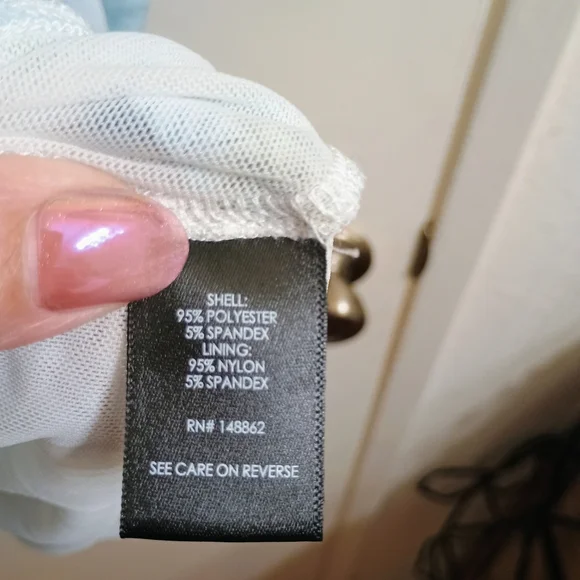 SHELL:
95% POLYESTER
5% SPANDEX
LINING:
95% NYLON
5% SPANDEX
RN# 148862
SEE CARE ON REVERSE